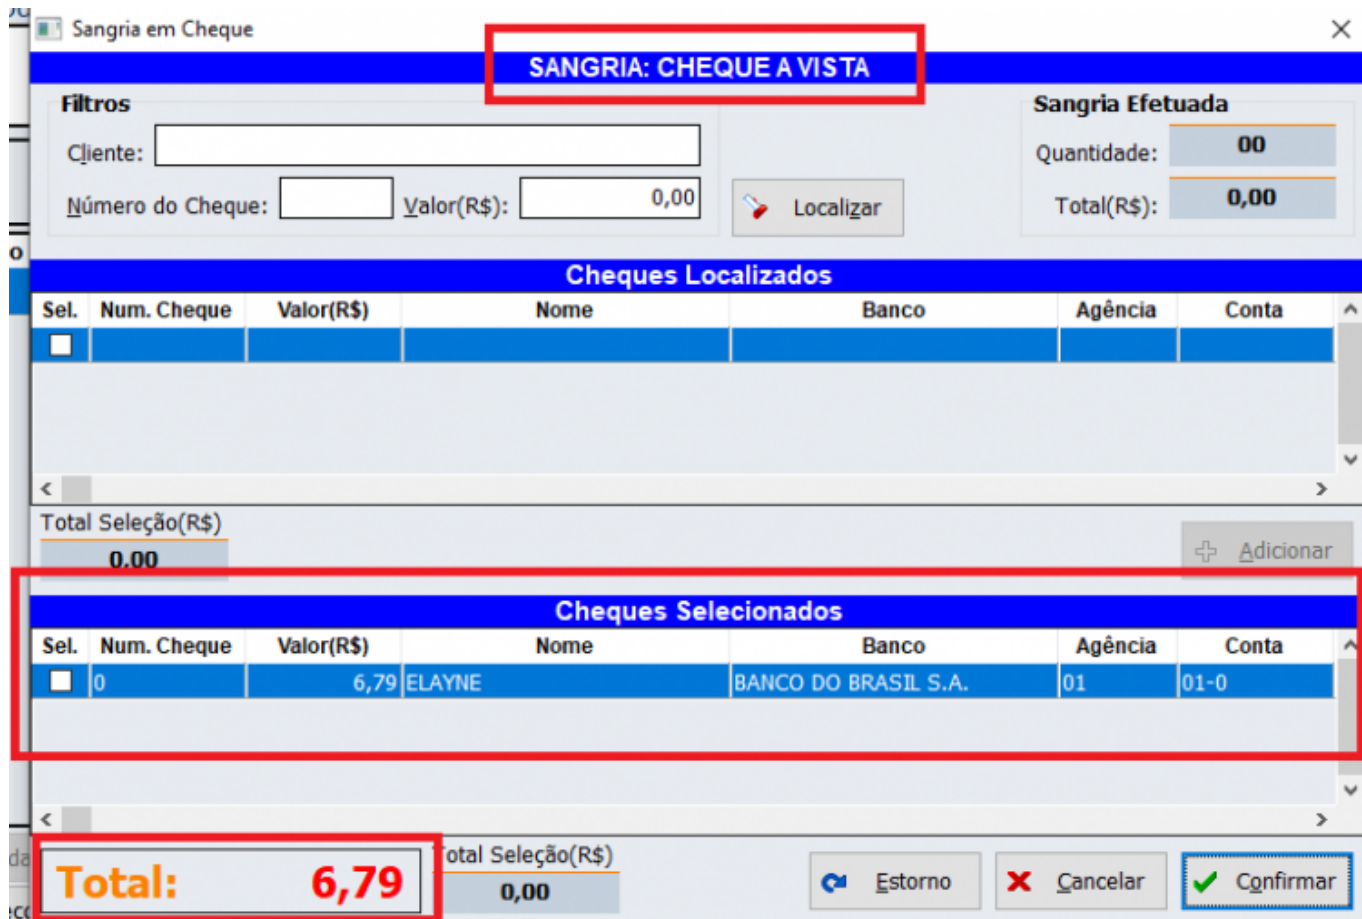 Sangria em Cheque
SANGRIA: CHEQUE A VISTA
Filtros
Cliente:
Número do Cheque: Valor(R$): 0,00
Localizar
Sangria Efetuada
Quantidade: 00
Total(R$): 0,00
Cheques Localizados
Sel. Num. Cheque Valor(R$) Nome Banco Agência Conta
Total Seleção(R$)
0,00
Adicionar
Cheques Selecionados
Sel. Num. Cheque Valor(R$) Nome Banco Agência Conta
0 6,79 ELAYNE BANCO DO BRASIL S.A. 01 01-0
Total: 6,79
Total Seleção(R$)
0,00
Estorno Cancelar Confirmar